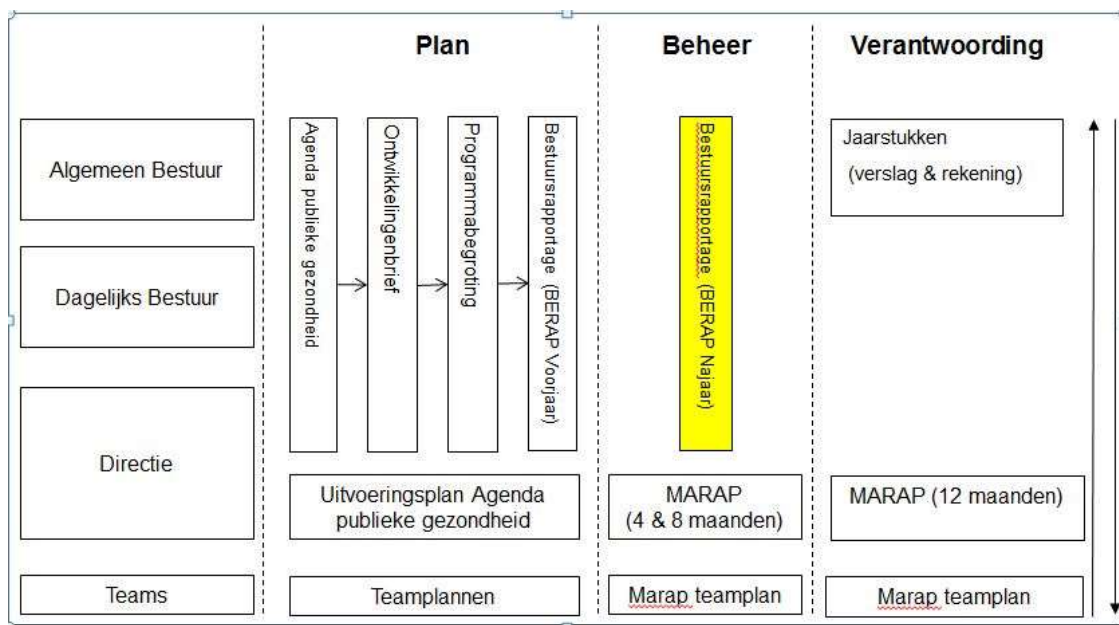 Plan
Beheer
Verantwoording
Algemeen Bestuur
Dagelijks Bestuur
Directie
Teams
Agenda publieke gezondheid
Ontwikkelingenbrief
Programmabegroting
Bestuursrapportage (BERAP Voorjaar)
Uitvoeringsplan Agenda
publieke gezondheid
Teamplannen
Bestuursrapportage (BERAP Najaar)
MARAP
(4 & 8 maanden)
Marap teamplan
Jaarstukken
(verslag & rekening)
MARAP (12 maanden)
Marap teamplan